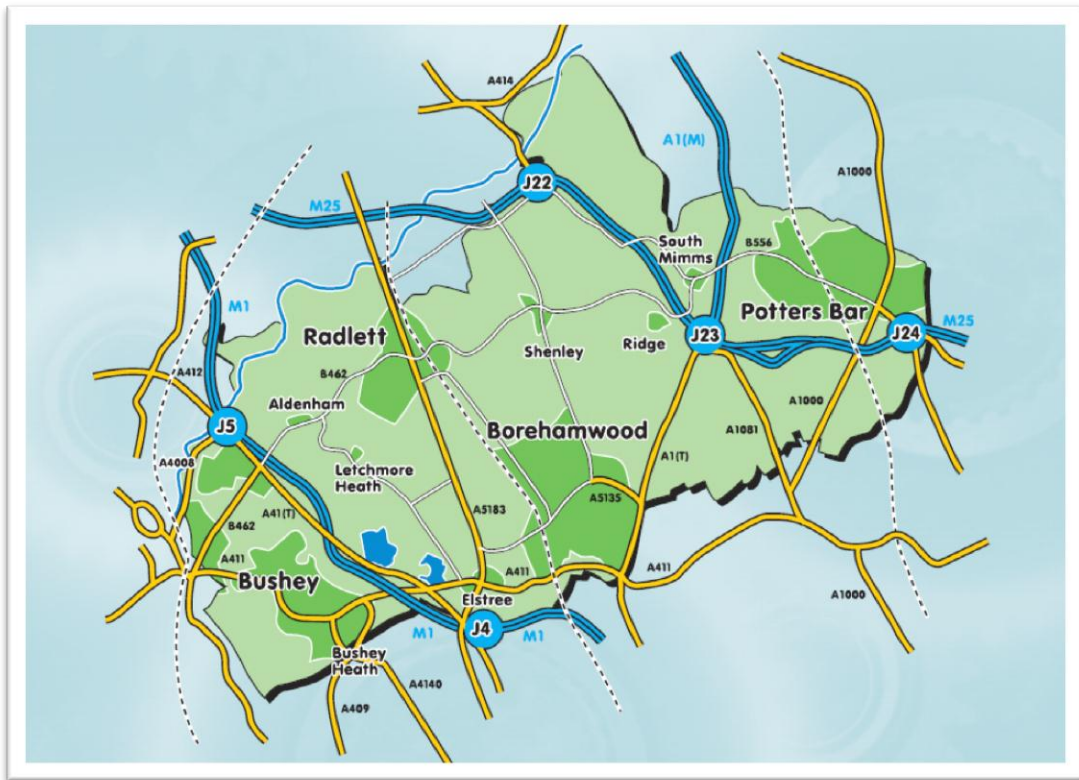 A414
A1(M)
A1000
J22
M25
South
Mimms
B556
M1
Potters Bar
Radlett
J23
J24
M25
Shenley
Ridge
B462
A412
Aldenham
A1000
J5
Borehamwood
A1081
A4008
Letchmore
Heath
A1(T)
A5135
A5183
A41(T)
B462
A411
A411
A411
Bushey
Elstree
A1000
M1
J4
M1
Bushey
Heath
A4140
A409